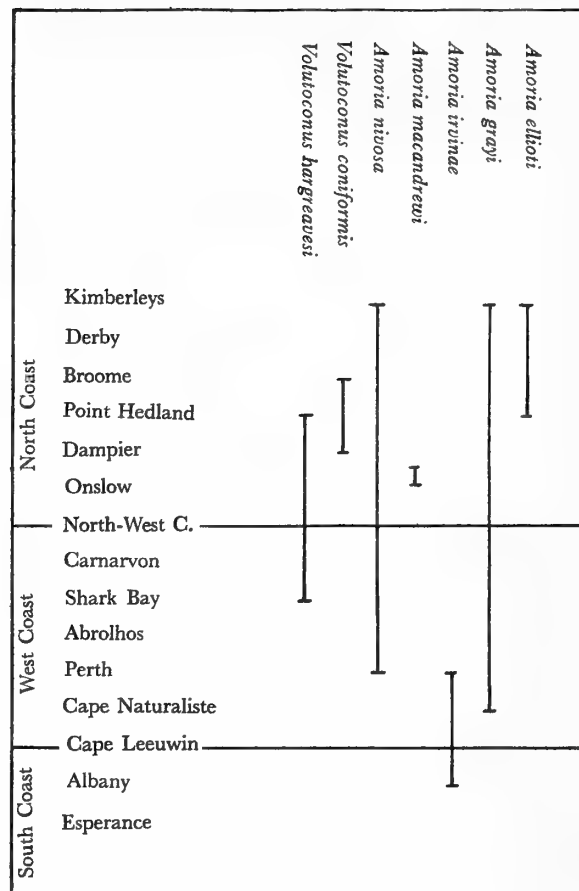 Volutoconus hargreavesi
Volutoconus coniformis
Amoria nivosa
Amoria macandrewi
Amoria irvinae
Amoria grayi
Amoria ellioti
North Coast
Kimberleys
Derby
Broome
Point Hedland
Dampier
Onslow
North-West C.
West Coast
Carnarvon
Shark Bay
Abrolhos
Perth
Cape Naturaliste
Cape Leeuwin
South Coast
Albany
Esperance